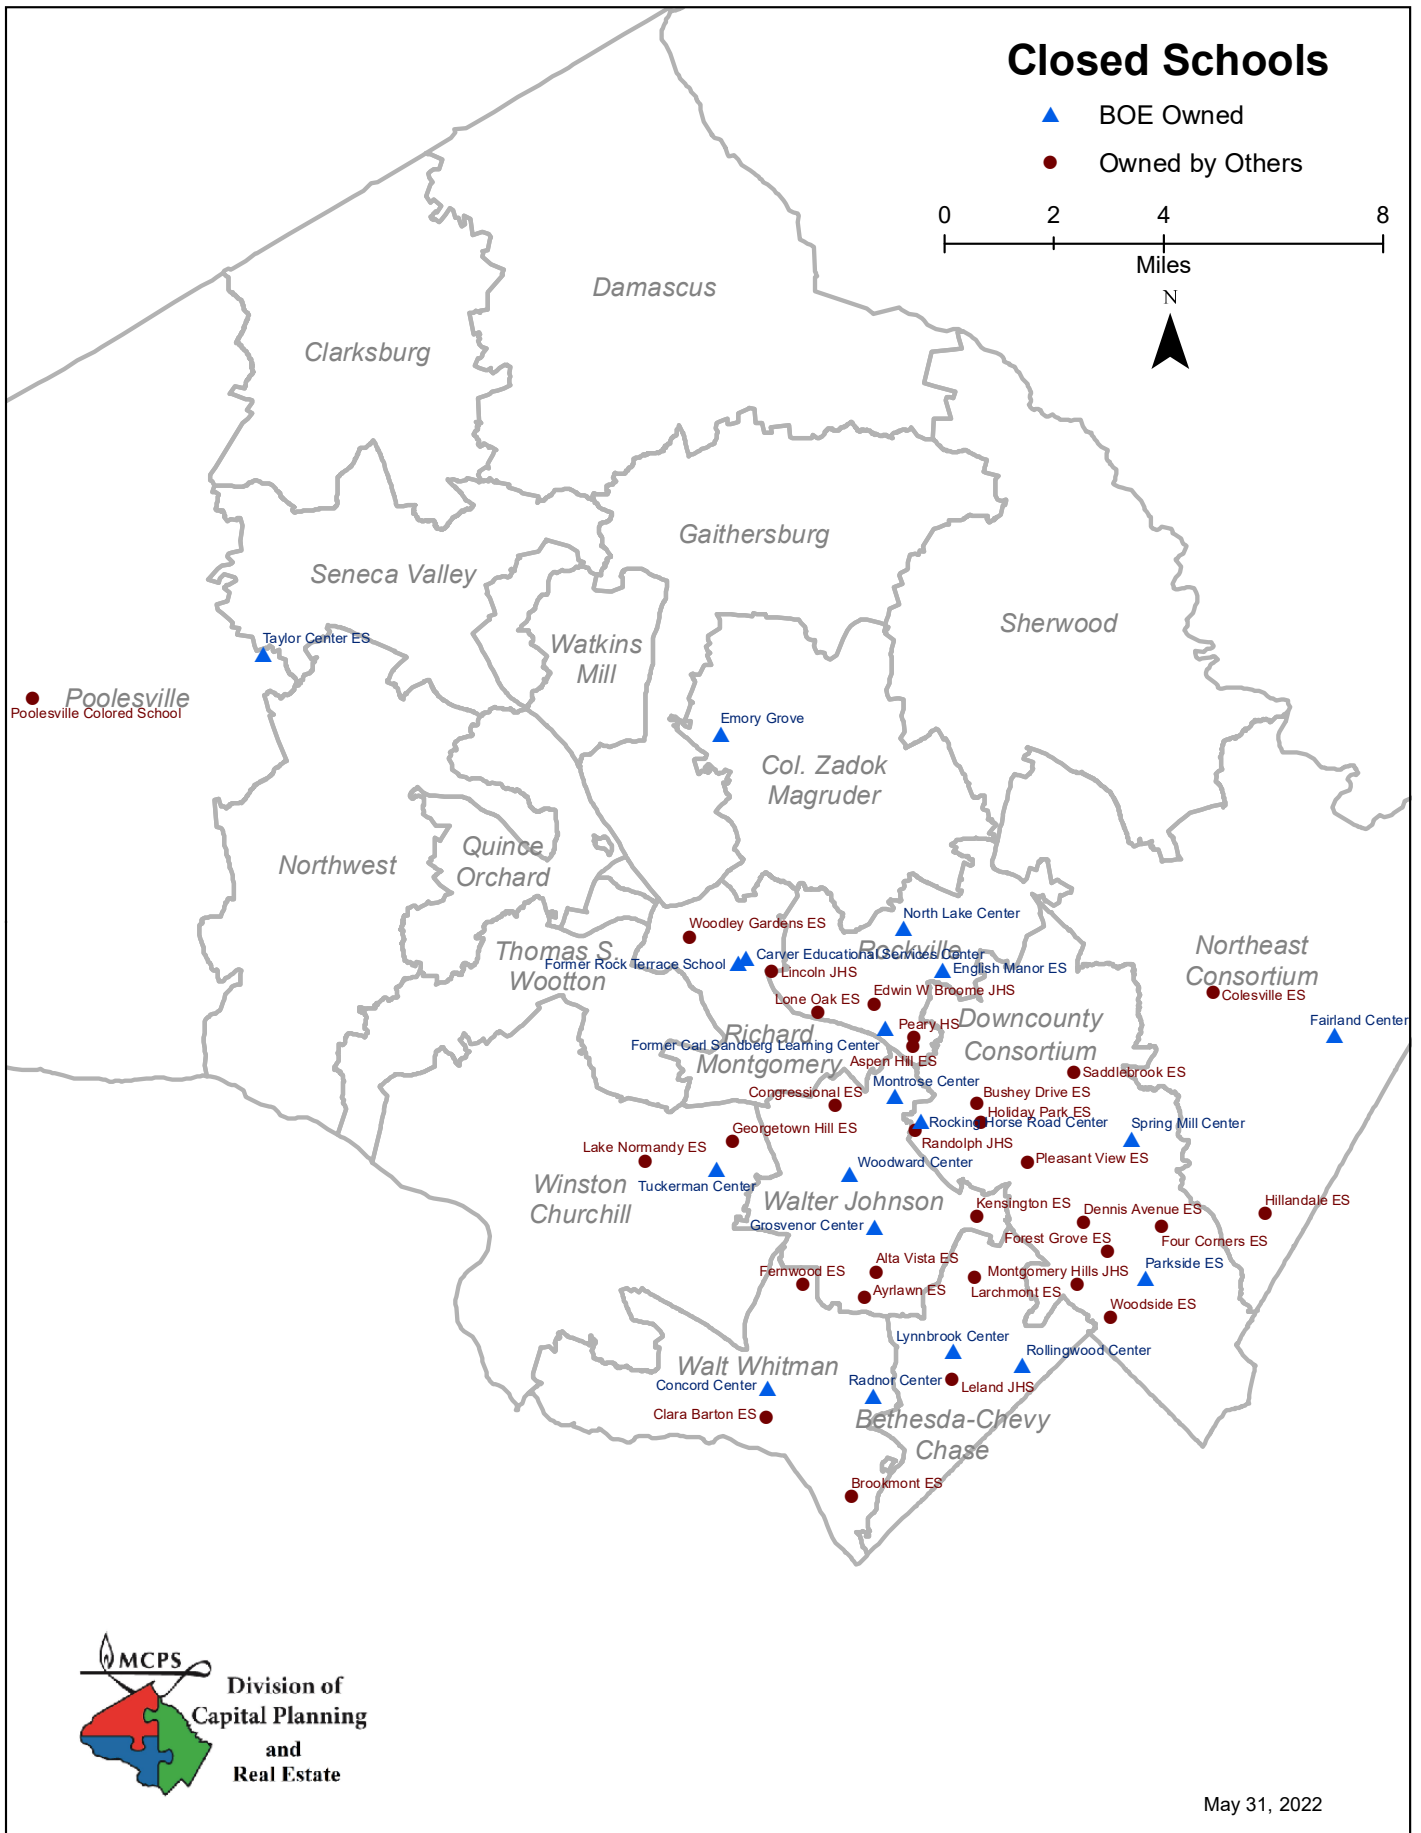 Closed Schools
BOE Owned
Owned by Others
0 2 4 8
Miles
N
Damascus
Clarksburg
Gaithersburg
Seneca Valley
Sherwood
Taylor Center ES
Watkins
Mill
Poolesville
Poolesville Colored School
Emory Grove
Col. Zadok
Magruder
Northwest
Quince
Orchard
North Lake Center
Woodley Gardens ES
Rockville
Northeast
Consortium
Thomas S.
Wootton
Carver Educational Services Center
Former Rock Terrace School
English Manor ES
Lincoln JHS
Edwin W Broome JHS
Colesville ES
Lone Oak ES
Downcounty
Consortium
Fairland Center
Peary HS
Richard
Montgomery
Former Carl Sandberg Learning Center
Aspen Hill ES
Saddlebrook ES
Montrose Center
Congressional ES
Bushey Drive ES
Holiday Park ES
Rocking Horse Road Center
Spring Mill Center
Georgetown Hill ES
Randolph JHS
Lake Normandy ES
Woodward Center
Pleasant View ES
Tuckerman Center
Winston
Churchill
Walter Johnson
Kensington ES
Hillandale ES
Dennis Avenue ES
Grosvenor Center
Forest Grove ES
Four Corners ES
Alta Vista ES
Parkside ES
Fernwood ES
Montgomery Hills JHS
Ayrlawn ES
Larchmont ES
Woodside ES
Lynnbrook Center
Rollingwood Center
Walt Whitman
Concord Center
Radnor Center
Leland JHS
Clara Barton ES
Bethesda-Chevy
Chase
Brookmont ES
MCPS
Division of
Capital Planning
and
Real Estate
May 31, 2022